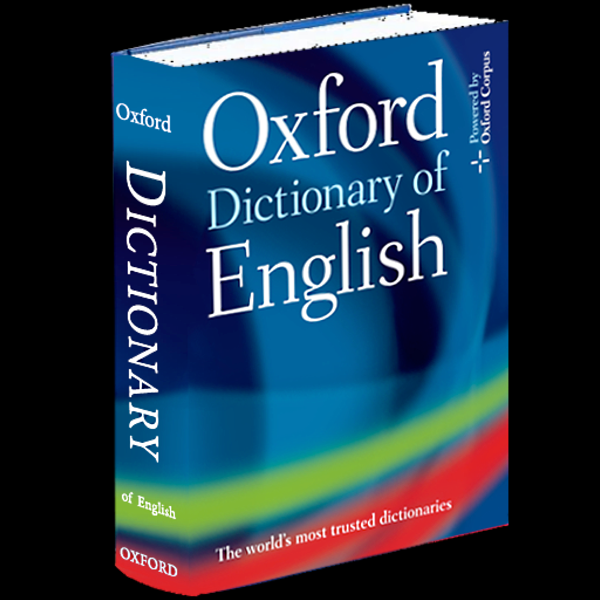 Oxford
DICTIONARY
of English
OXFORD
Oxford
Dictionary of
English
Powered by
Oxford Corpus
The world's most trusted dictionaries